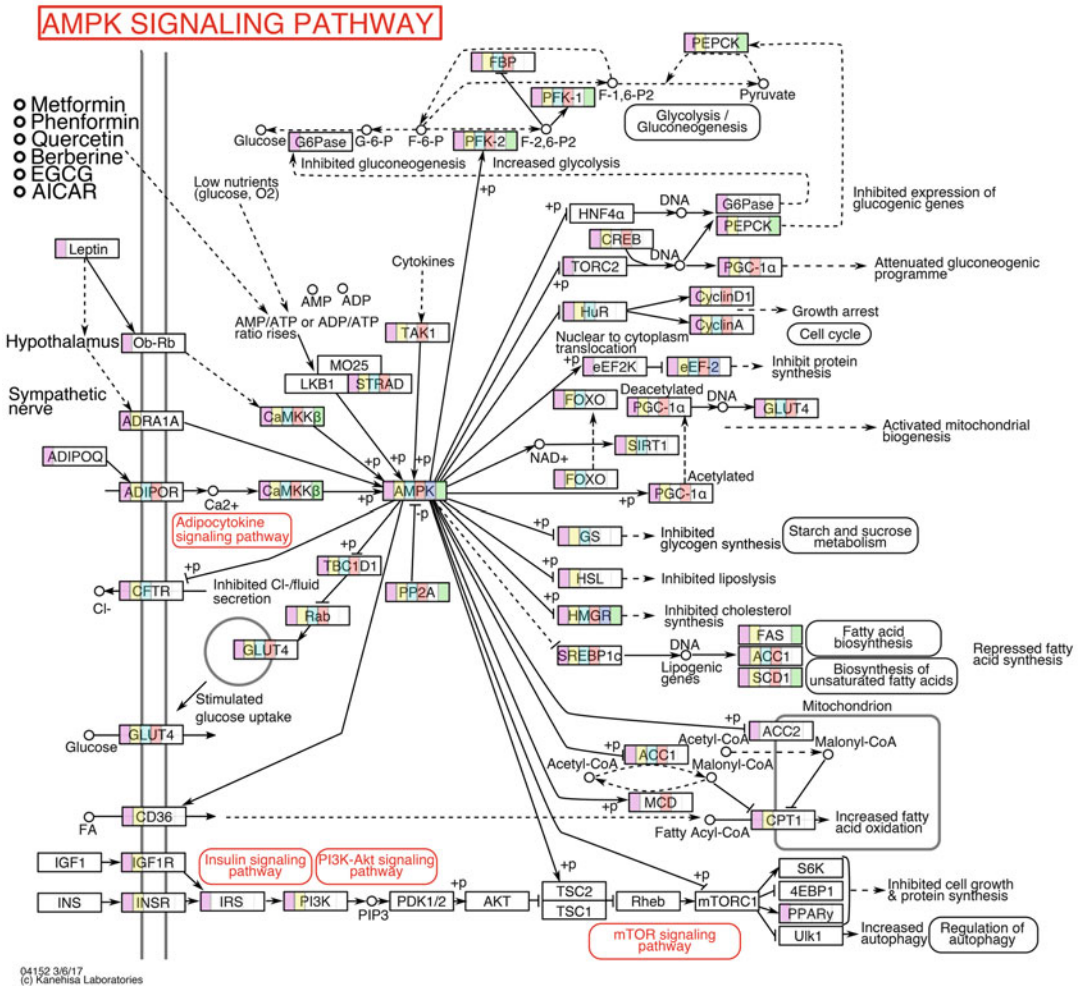 AMPK SIGNALING PATHWAY
Metformin
Phenformin
Quercetin
Berberine
EGCG
AICAR
Low nutrients
(glucose, O2)
FBP
PEPCK
PFK-1
F-1,6-P2
Pyruvate
Glycolysis /
Gluconeogenesis
Glucose
G6Pase
G-6-P
F-6-P
PFK-2
F-2,6-P2
Inhibited gluconeogenesis
Increased glycolysis
+p
Inhibited expression of
glucogenic genes
+p
HNF4α
DNA
G6Pase
PEPCK
CREB
DNA
+p
TORC2
PGC-1α
Attenuated gluconeogenic
programme
+p
HuR
CyclinD1
CyclinA
Growth arrest
Cell cycle
Nuclear to cytoplasm
translocation
+p
eEF2K
eEF-2
Inhibit protein
synthesis
Leptin
Cytokines
AMP
ADP
AMP/ATP or ADP/ATP
ratio rises
TAK1
Hypothalamus
Ob-Rb
MO25
LKB1
STRAD
Sympathetic
nerve
ADRA1A
CaMKKβ
+p
+p
+p
FOXO
Deacetylated
PGC-1α
DNA
GLUT4
Activated mitochondrial
biogenesis
NAD+
SIRT1
FOXO
Acetylated
+p
PGC-1α
ADIPOQ
ADIPOR
Ca2+
CaMKKβ
+p
AMPK
-p
Adipocytokine
signaling pathway
+p
GS
Inhibited
glycogen synthesis
Starch and sucrose
metabolism
+p
HSL
Inhibited liposlysis
+p
HMGR
Inhibited cholesterol
synthesis
+p
TBC1D1
PP2A
+p
CFTR
Cl-
Inhibited Cl-/fluid
secretion
Rab
GLUT4
Stimulated
glucose uptake
SREBP1c
DNA
Lipogenic
genes
FAS
ACC1
SCD1
Fatty acid
biosynthesis
Biosynthesis of
unsaturated fatty acids
Repressed fatty
acid synthesis
Glucose
GLUT4
Mitochondrion
+p
ACC2
Acetyl-CoA
Malonyl-CoA
+p
ACC1
Acetyl-CoA
Malonyl-CoA
+p
MCD
FA
CD36
Fatty Acyl-CoA
CPT1
Increased fatty
acid oxidation
IGF1
IGF1R
Insulin signaling
pathway
PI3K-Akt signaling
pathway
INS
INSR
IRS
PI3K
PIP3
PDK1/2
+p
AKT
+p
TSC2
TSC1
Rheb
+p
mTORC1
S6K
4EBP1
PPARγ
Ulk1
Inhibited cell growth
& protein synthesis
Increased
autophagy
Regulation of
autophagy
mTOR signaling
pathway
04152 3/6/17
(c) Kanehisa Laboratories